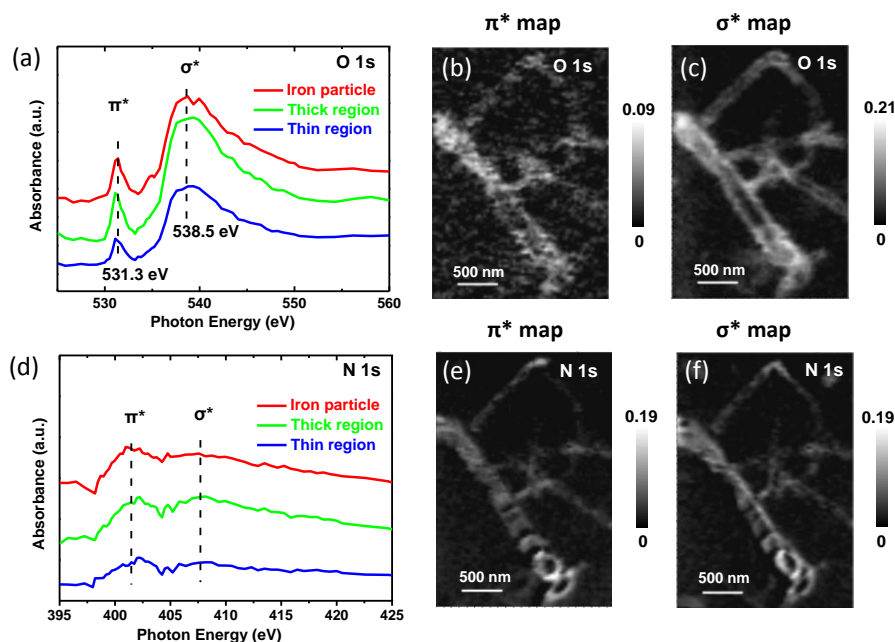 π* map
σ* map
(a)
O 1s
σ*
π*
Iron particle
Thick region
Thin region
538.5 eV
531.3 eV
Absorbance (a.u.)
530
540
550
560
Photon Energy (eV)
(b)
O 1s
500 nm
0.09
0
(c)
500 nm
0.21
0
π* map
σ* map
(d)
N 1s
π*
σ*
Iron particle
Thick region
Thin region
Absorbance (a.u.)
395
400
405
410
415
420
425
Photon Energy (eV)
(e)
N 1s
500 nm
0.19
0
(f)
N 1s
500 nm
0.19
0